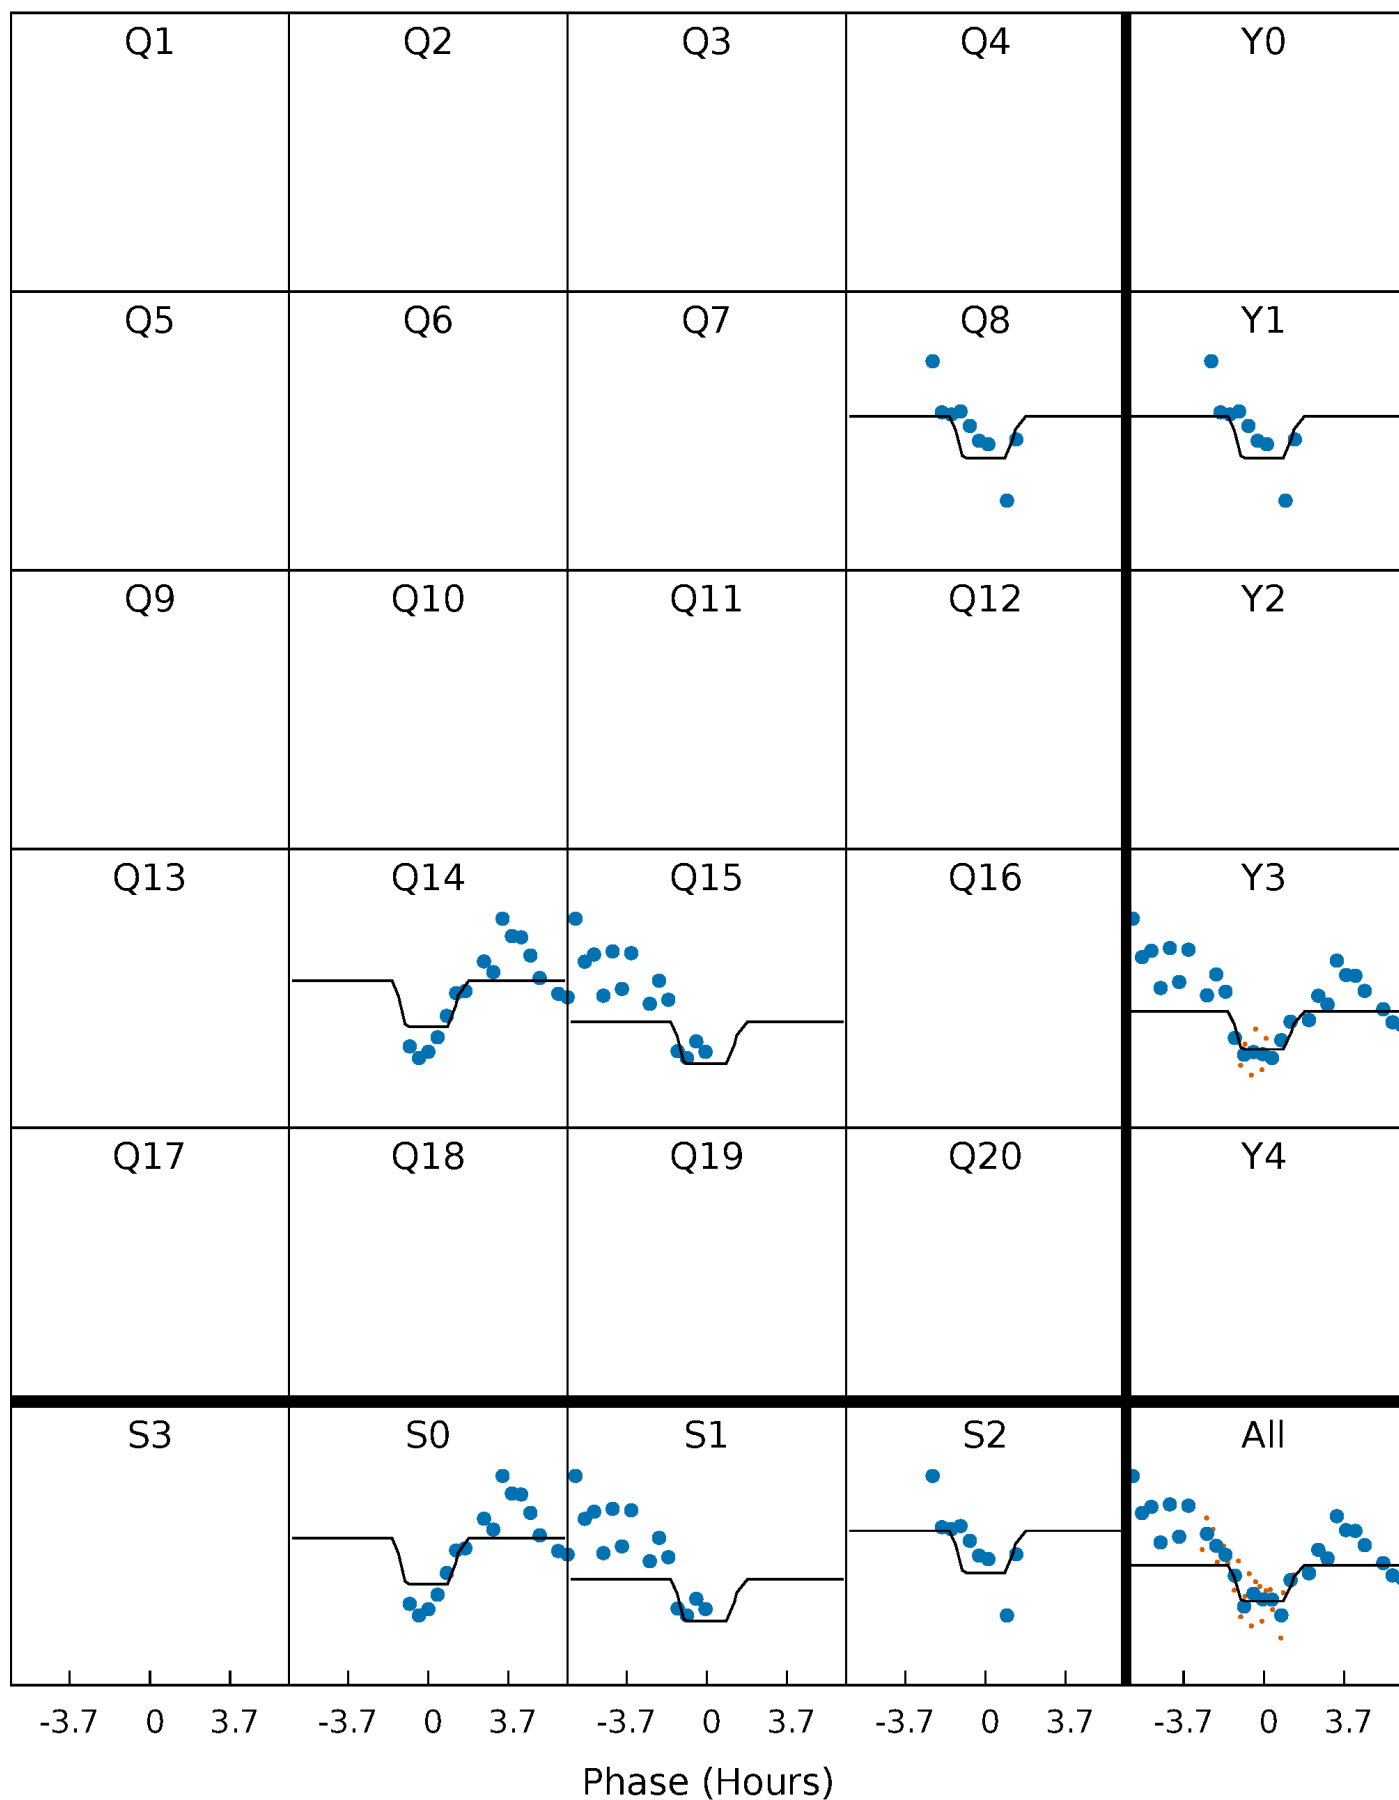 Q1 Q2 Q3 Q4 Y0
Q5 Q6 Q7 Q8 Y1
Q9 Q10 Q11 Q12 Y2
Q13 Q14 Q15 Q16 Y3
Q17 Q18 Q19 Q20 Y4
S3 S0 S1 S2 All
-3.7 0 3.7 -3.7 0 3.7 -3.7 0 3.7 -3.7 0 3.7 -3.7 0 3.7
Phase (Hours)